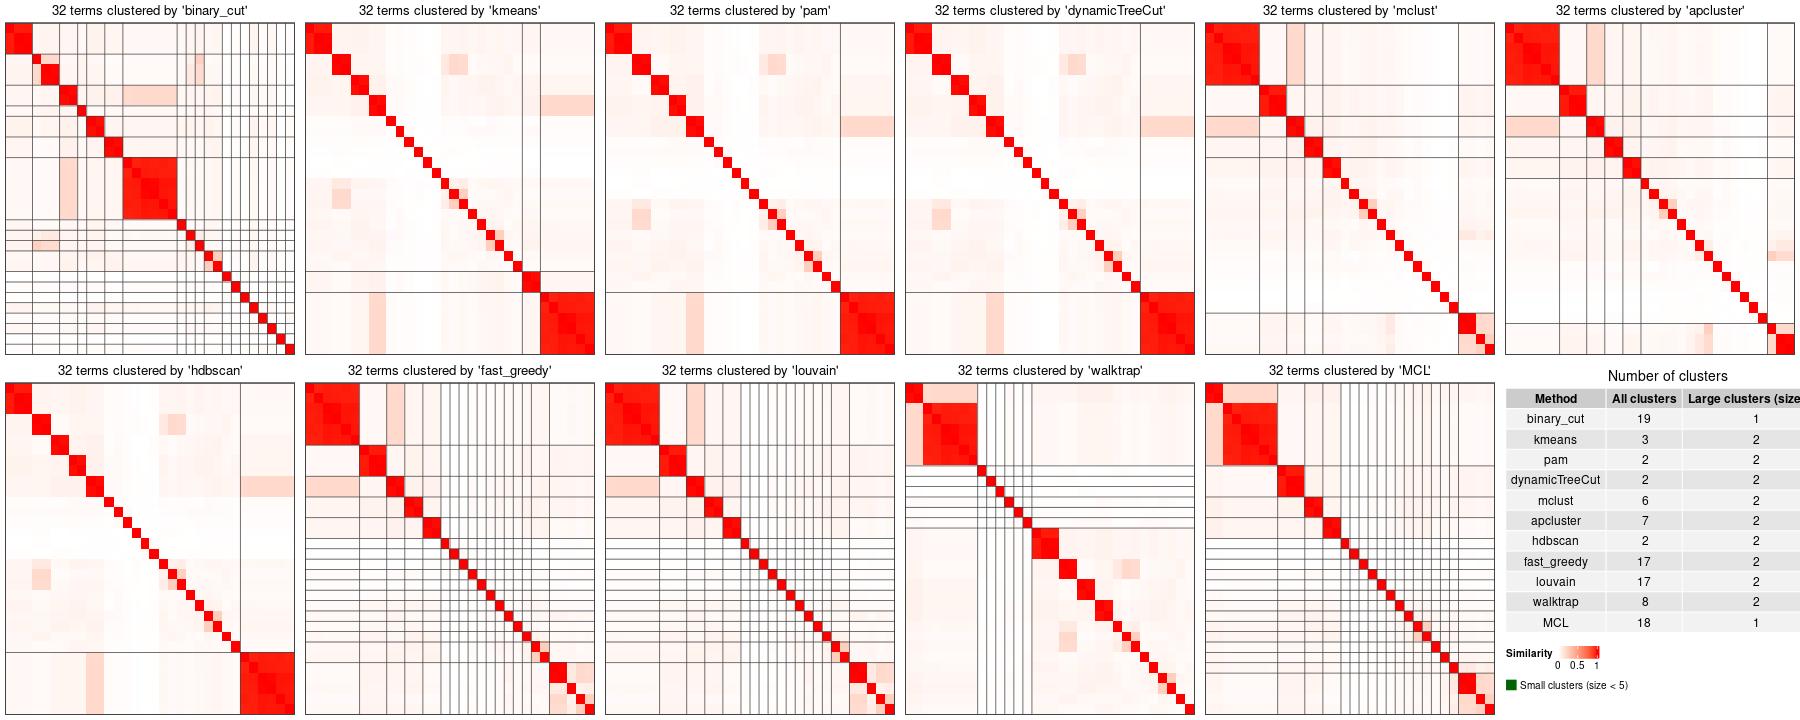 32 terms clustered by 'binary_cut'
32 terms clustered by 'kmeans'
32 terms clustered by 'pam'
32 terms clustered by 'dynamicTreeCut'
32 terms clustered by 'mclust'
32 terms clustered by 'apcluster'
32 terms clustered by 'hdbscan'
32 terms clustered by 'fast_greedy'
32 terms clustered by 'louvain'
32 terms clustered by 'walktrap'
32 terms clustered by 'MCL'
Number of clusters
Method All clusters Large clusters (size
binary_cut 19 1
kmeans 3 2
pam 2 2
dynamicTreeCut 2 2
mclust 6 2
apcluster 7 2
hdbscan 2 2
fast_greedy 17 2
louvain 17 2
walktrap 8 2
MCL 18 1
Similarity
0 0.5 1
Small clusters (size < 5)